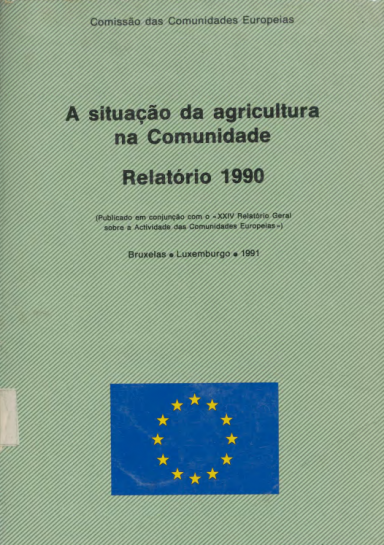 Comissão das Comunidades Europeias
A situação da agricultura
na Comunidade
Relatório 1990
(Publicado em conjunção com o «XXIV Relatório Geral
sobre a Actividade das Comunidades Europeias»)
Bruxelas • Luxemburgo • 1991